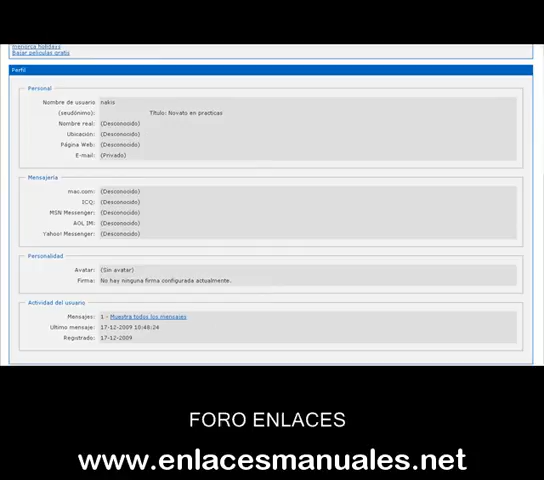 menorca holidays
Bajar peliculas gratis
Perfil
Personal
Nombre de usuario nakis
(seudónimo): Título: Novato en practicas
Nombre real: (Desconocido)
Ubicación: (Desconocido)
Página Web: (Desconocido)
E-mail: (Privado)
Mensajería
mac.com: (Desconocido)
ICQ: (Desconocido)
MSN Messenger: (Desconocido)
AOL IM: (Desconocido)
Yahoo! Messenger: (Desconocido)
Personalidad
Avatar: (Sin avatar)
Firma: No hay ninguna firma configurada actualmente.
Actividad del usuario
Mensajes: 1 - Muestra todos los mensajes
Ultimo mensaje: 17-12-2009 10:48:24
Registrado: 17-12-2009
FORO ENLACES
www.enlacesmanuales.net